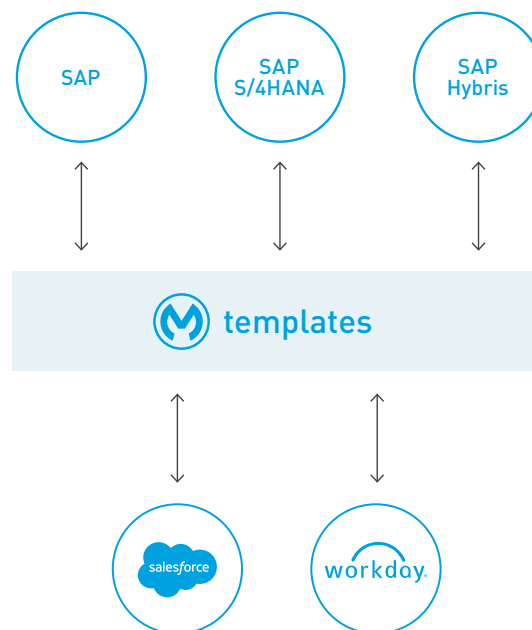 SAP
SAP
S/4HANA
SAP
Hybris
templates
salesforce
workday.